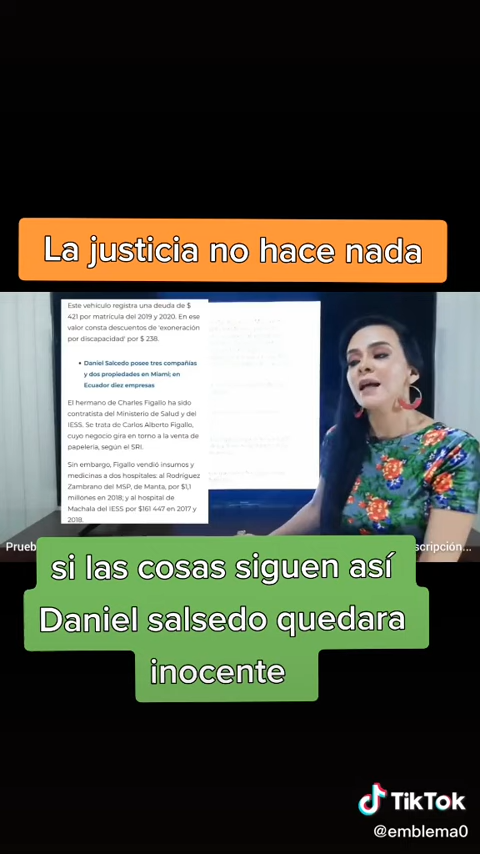 La justicia no hace nada
Este vehículo registra una deuda de $
421 por matrícula del 2019 y 2020. En ese
valor consta descuentos de 'exoneración
por discapacidad' por $ 238.
• Daniel Salcedo posee tres compañías
y dos propiedades en Miami; en
Ecuador diez empresas
El hermano de Charles Figallo ha sido
contratista del Ministerio de Salud y del
IESS. Se trata de Carlos Alberto Figallo,
cuyo negocio gira en torno a la venta de
papelería, según el SRI.
Sin embargo, Figallo vendió insumos y
medicinas a dos hospitales: al Rodríguez
Zambrano del MSP, de Manta, por $1,1
millones en 2018; y al hospital de
Machala del IESS por $161 447 en 2017 y
2018.
Prueb
scripción...
si las cosas siguen así
Daniel salsedo quedara
inocente
TikTok
@emblema0